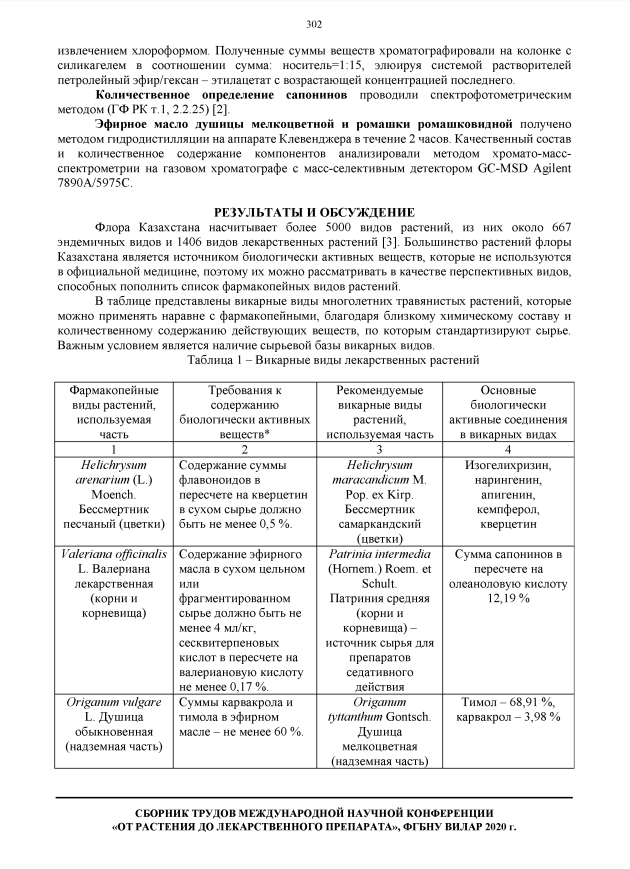 302
извлечением хлороформом. Полученные суммы веществ хроматографировали на колонке с
силикагелем в соотношении сумма: носитель=1:15, элюируя системой растворителей
петролейный эфир/гексан – этилацетат с возрастающей концентрацией последнего.
Количественное определение сапонинов проводили спектрофотометрическим
методом (ГФ РК т.1, 2.2.25) [2].
Эфирное масло душицы мелкоцветной и ромашки ромашковидной получено
методом гидродистилляции на аппарате Клевенджера в течение 2 часов. Качественный состав
и количественное содержание компонентов анализировали методом хромато-масс-
спектрометрии на газовом хроматографе с масс-селективным детектором GC-MSD Agilent
7890A/5975C.
РЕЗУЛЬТАТЫ И ОБСУЖДЕНИЕ
Флора Казахстана насчитывает более 5000 видов растений, из них около 667
эндемичных видов и 1406 видов лекарственных растений [3]. Большинство растений флоры
Казахстана является источником биологически активных веществ, которые не используются
в официальной медицине, поэтому их можно рассматривать в качестве перспективных видов,
способных пополнить список фармакопейных видов растений.
В таблице представлены викарные виды многолетних травянистых растений, которые
можно применять наравне с фармакопейными, благодаря близкому химическому составу и
количественному содержанию действующих веществ, по которым стандартизируют сырье.
Важным условием является наличие сырьевой базы викарных видов.
Таблица 1 – Викарные виды лекарственных растений
Фармакопейные
виды растений,
используемая
часть
Требования к
содержанию
биологически активных
веществ*
Рекомендуемые
викарные виды
растений,
используемая часть
Основные
биологически
активные соединения
в викарных видах
1
2
3
4
Helichrysum
arenarium (L.)
Moench.
Бессмертник
песчаный (цветки)
Содержание суммы
флавоноидов в
пересчете на кверцетин
в сухом сырье должно
быть не менее 0,5 %.
Helichrysum
maracandicum M.
Pop. ex Kirp.
Бессмертник
самаркандский
(цветки)
Изогелихризин,
нарингенин,
апигенин,
кемпферол,
кверцетин
Valeriana officinalis
L. Валериана
лекарственная
(корни и
корневища)
Содержание эфирного
масла в сухом цельном
или
фрагментированном
сырье должно быть не
менее 4 мл/кг,
сесквитерпеновых
кислот в пересчете на
валериановую кислоту
не менее 0,17 %.
Patrinia intermedia
(Hornem.) Roem. et
Schult.
Патриния средняя
(корни и
корневища) –
источник сырья для
препаратов
седативного
действия
Сумма сапонинов в
пересчете на
олеаноловую кислоту
12,19 %
Origanum vulgare
L. Душица
обыкновенная
(надземная часть)
Суммы карвакрола и
тимола в эфирном
масле – не менее 60 %.
Origanum
tyttanthum Gontsch.
Душица
мелкоцветная
(надземная часть)
Тимол – 68,91 %,
карвакрол – 3,98 %
СБОРНИК ТРУДОВ МЕЖДУНАРОДНОЙ НАУЧНОЙ КОНФЕРЕНЦИИ
«ОТ РАСТЕНИЯ ДО ЛЕКАРСТВЕННОГО ПРЕПАРАТА», ФГБНУ ВИЛАР 2020 г.